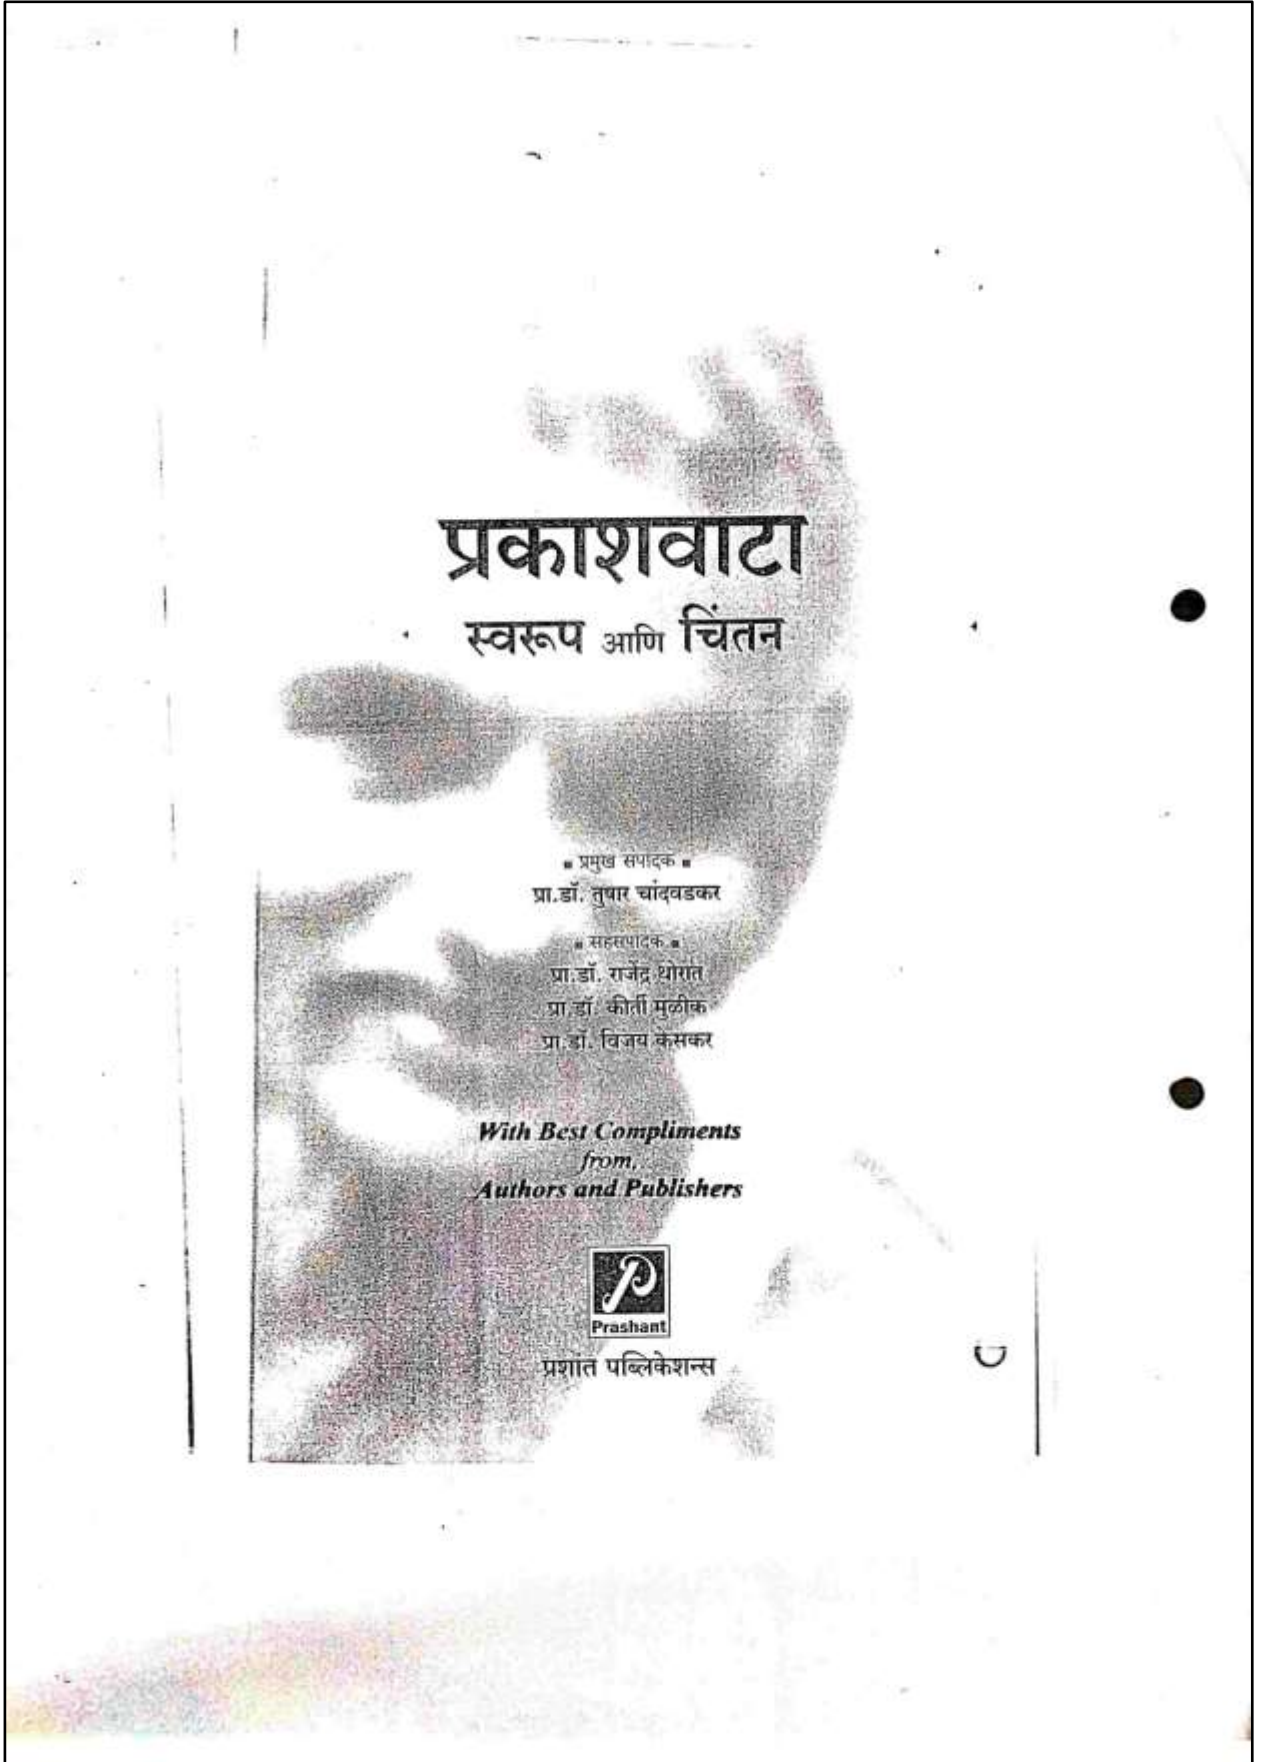 प्रकाशवाटा
स्वरूप आणि चिंतन
■ प्रमुख संपादक ■
प्रा.डॉ. तुषार चांदवडकर
■ सहसंपादक ■
प्रा.डॉ. राजेंद्र थोरात
प्रा.डॉ. कीर्ती मुळीक
प्रा.डॉ. विजय केसकर
With Best Compliments
from,
Authors and Publishers
P
Prashant
प्रशांत पब्लिकेशन्स